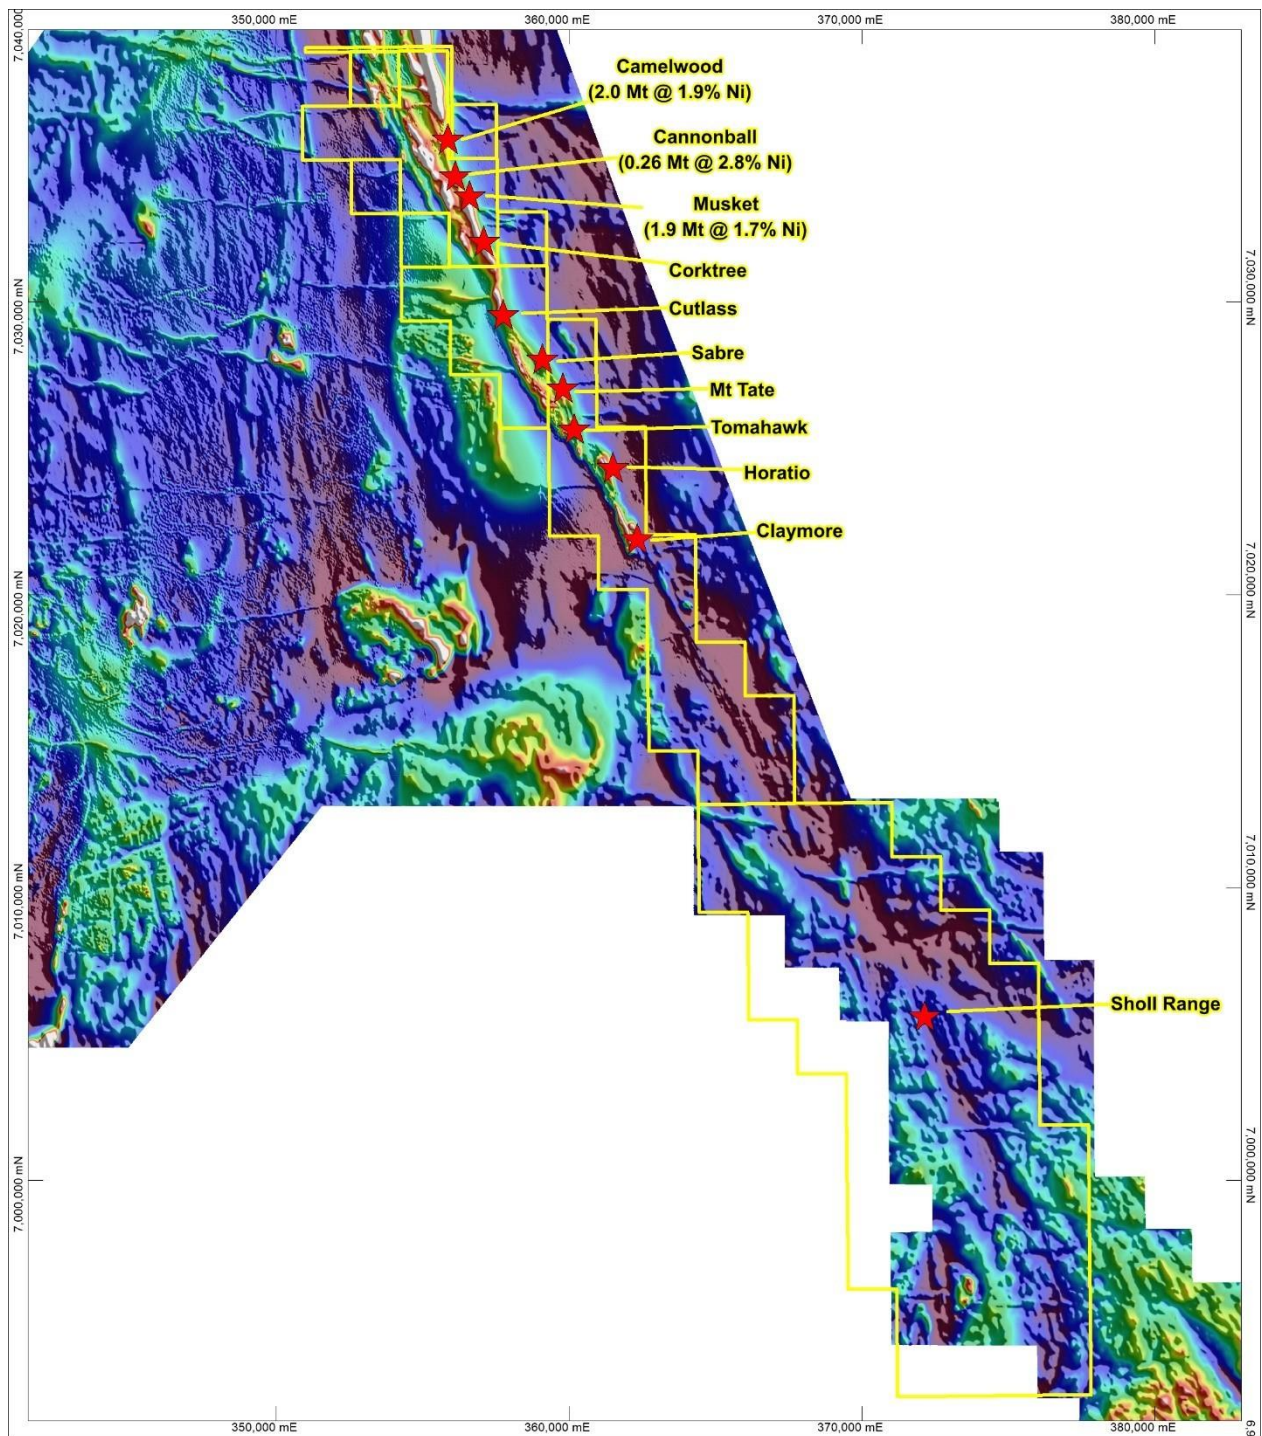 350,000 mE
360,000 mE
370,000 mE
380,000 mE
7,040,000
Camelwood
(2.0 Mt @ 1.9% Ni)
Cannonball
(0.26 Mt @ 2.8% Ni)
Musket
(1.9 Mt @ 1.7% Ni)
Corktree
7,030,000 mN
7,030,000 mN
Cutlass
Sabre
Mt Tate
Tomahawk
Horatio
Claymore
7,020,000 mN
7,020,000 mN
7,010,000 mN
7,010,000 mN
Sholl Range
7,000,000 mN
7,000,000 mN
350,000 mE
360,000 mE
370,000 mE
380,000 mE
6,9